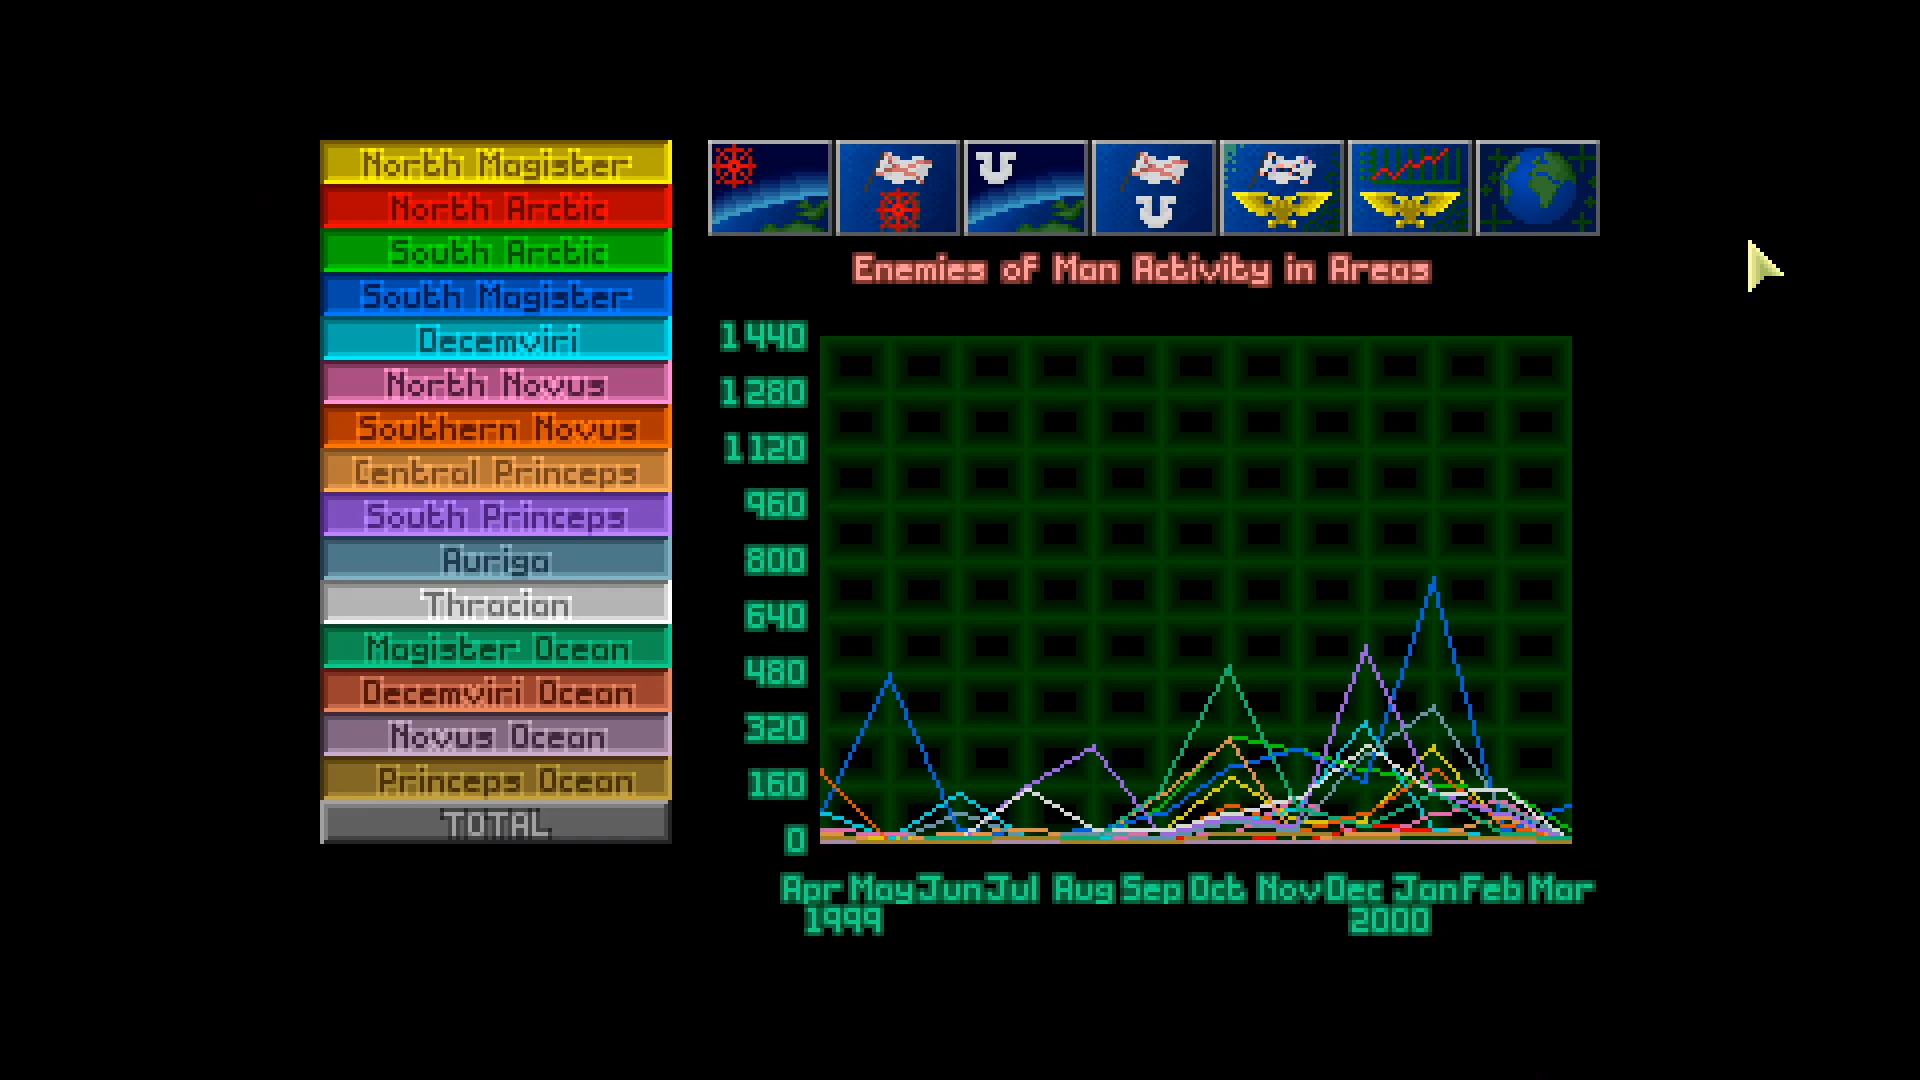 North Magister
North Arctic
South Arctic
South Magister
Decemviri
North Novus
Southern Novus
Central Princeps
South Princeps
Auriga
Thracian
Magister Ocean
Decemviri Ocean
Novus Ocean
Princeps Ocean
TOTAL
Enemies of Man Activity in Areas
1440
1280
1120
960
800
640
480
320
160
0
Apr May Jun Jul Aug Sep Oct Nov Dec Jan Feb Mar
1999 2000